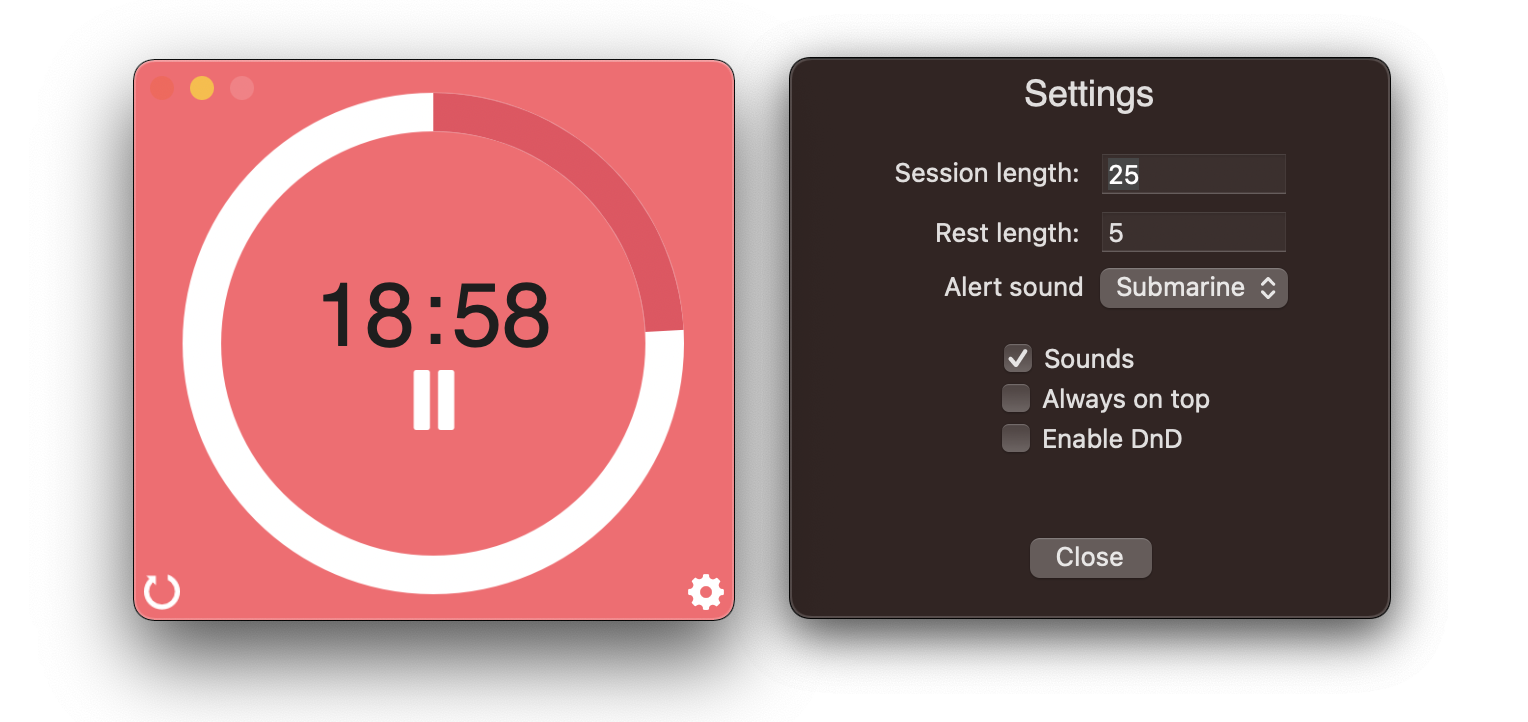 18:58
Settings
Session length: 25
Rest length: 5
Alert sound Submarine
Sounds
Always on top
Enable DnD
Close